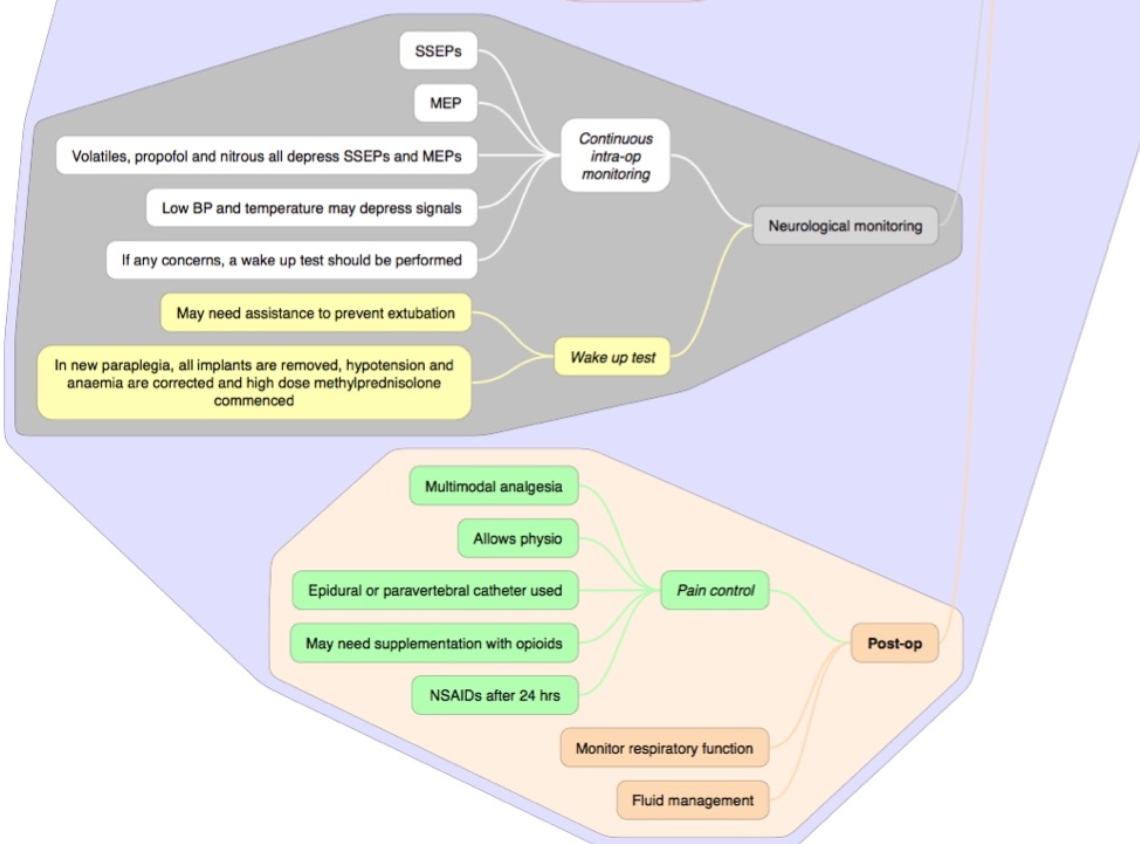 SSEPs
MEP
Volatiles, propofol and nitrous all depress SSEPs and MEPs
Low BP and temperature may depress signals
If any concerns, a wake up test should be performed
Continuous
intra-op
monitoring
Neurological monitoring
May need assistance to prevent extubation
In new paraplegia, all implants are removed, hypotension and
anaemia are corrected and high dose methylprednisolone
commenced
Wake up test
Multimodal analgesia
Allows physio
Epidural or paravertebral catheter used
May need supplementation with opioids
NSAIDs after 24 hrs
Pain control
Post-op
Monitor respiratory function
Fluid management